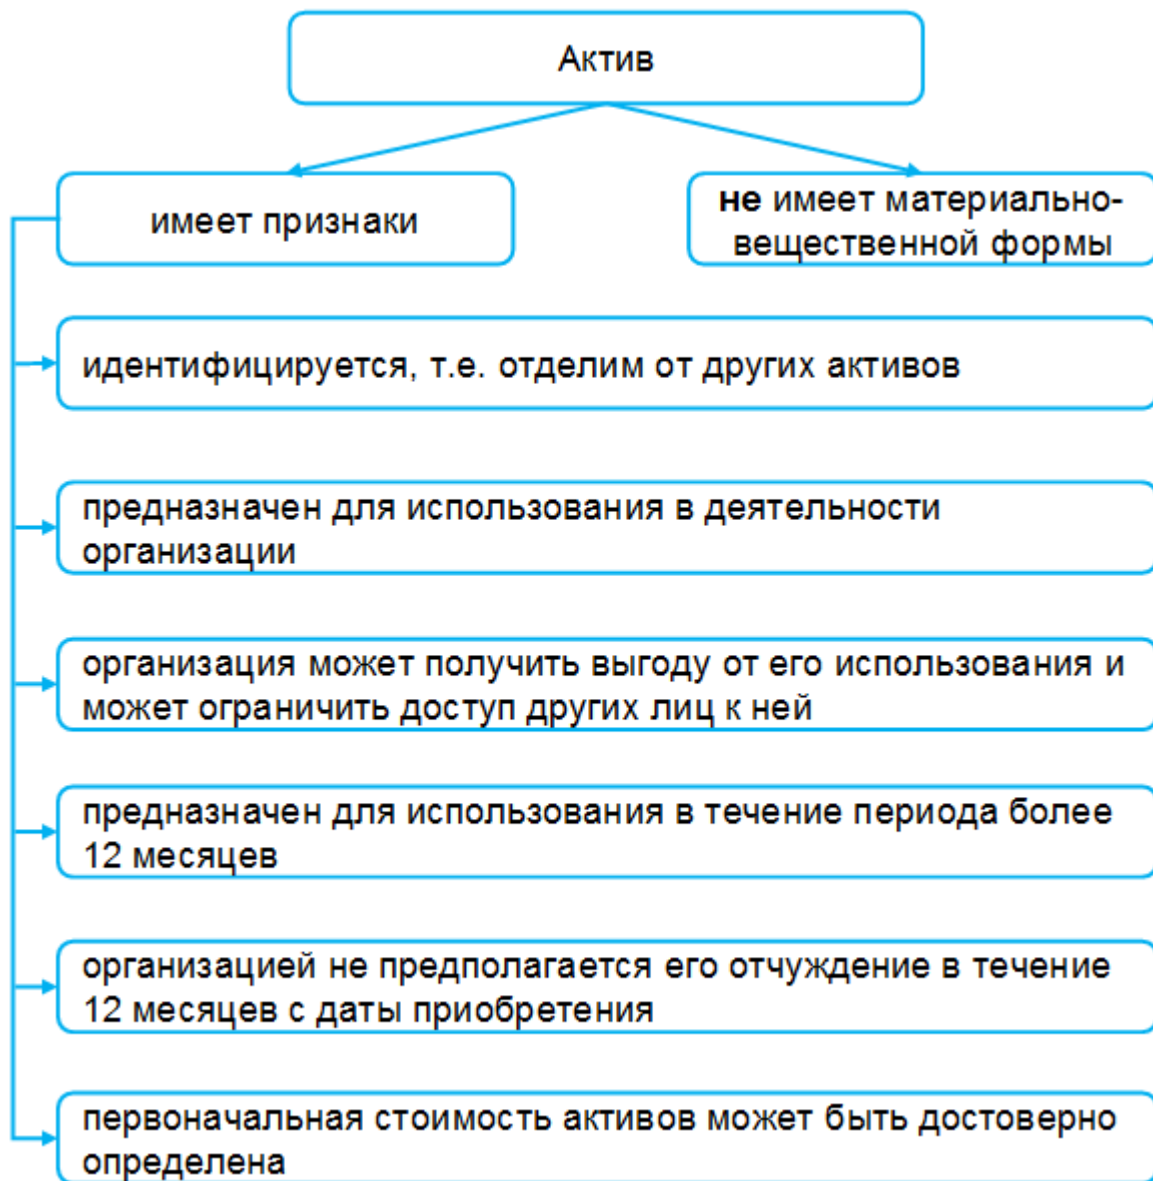 Актив
имеет признаки
не имеет материально-
вещественной формы
идентифицируется, т.е. отделим от других активов
предназначен для использования в деятельности
организации
организация может получить выгоду от его использования и
может ограничить доступ других лиц к ней
предназначен для использования в течение периода более
12 месяцев
организацией не предполагается его отчуждение в течение
12 месяцев с даты приобретения
первоначальная стоимость активов может быть достоверно
определена